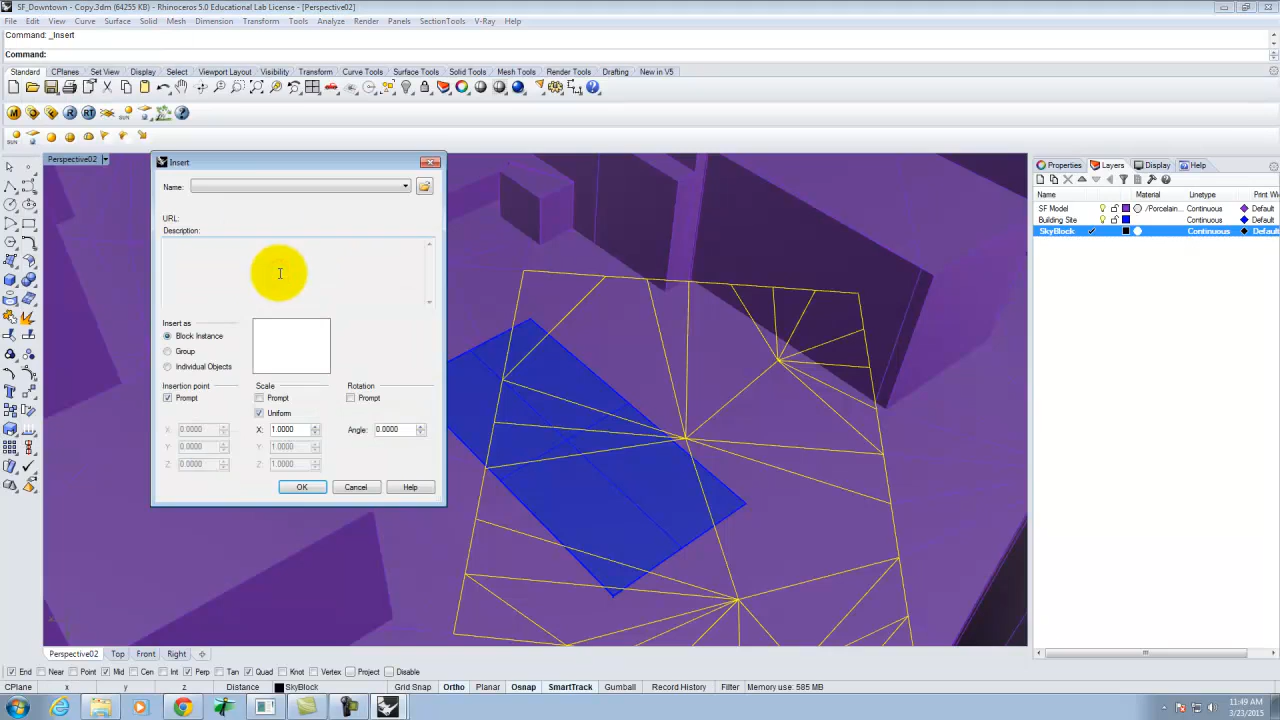 SF_Downtown - Copy.3dm (64255 KB) - Rhinoceros 5.0 Educational Lab License - [Perspective02]
File Edit View Curve Surface Solid Mesh Dimension Transform Tools Analyze Render Panels SectionTools V-Ray Help
Command: _Insert
Command:
Standard CPlanes Set View Display Select Viewport Layout Visibility Transform Curve Tools Surface Tools Solid Tools Mesh Tools Render Tools Drafting New in V5
Perspective02
Insert
Name:
URL:
Description:
Insert as
Block Instance
Group
Individual Objects
Insertion point Scale Rotation
Prompt Prompt Prompt
Uniform
X: 0.0000 X: 1.0000 Angle: 0.0000
Y: 0.0000 Y: 1.0000
Z: 0.0000 Z: 1.0000
OK Cancel Help
Properties Layers Display Help
Name Material Linetype Print Wi
SF Model /Porcelain... Continuous Default
Building Site Continuous Default
SkyBlock Continuous Defau
Perspective02 Top Front Right
End Near Point Mid Cen Int Perp Tan Quad Knot Vertex Project Disable
CPlane x y z Distance SkyBlock Grid Snap Ortho Planar Osnap SmartTrack Gumball Record History Filter Memory use: 585 MB
11:49 AM
3/23/2015